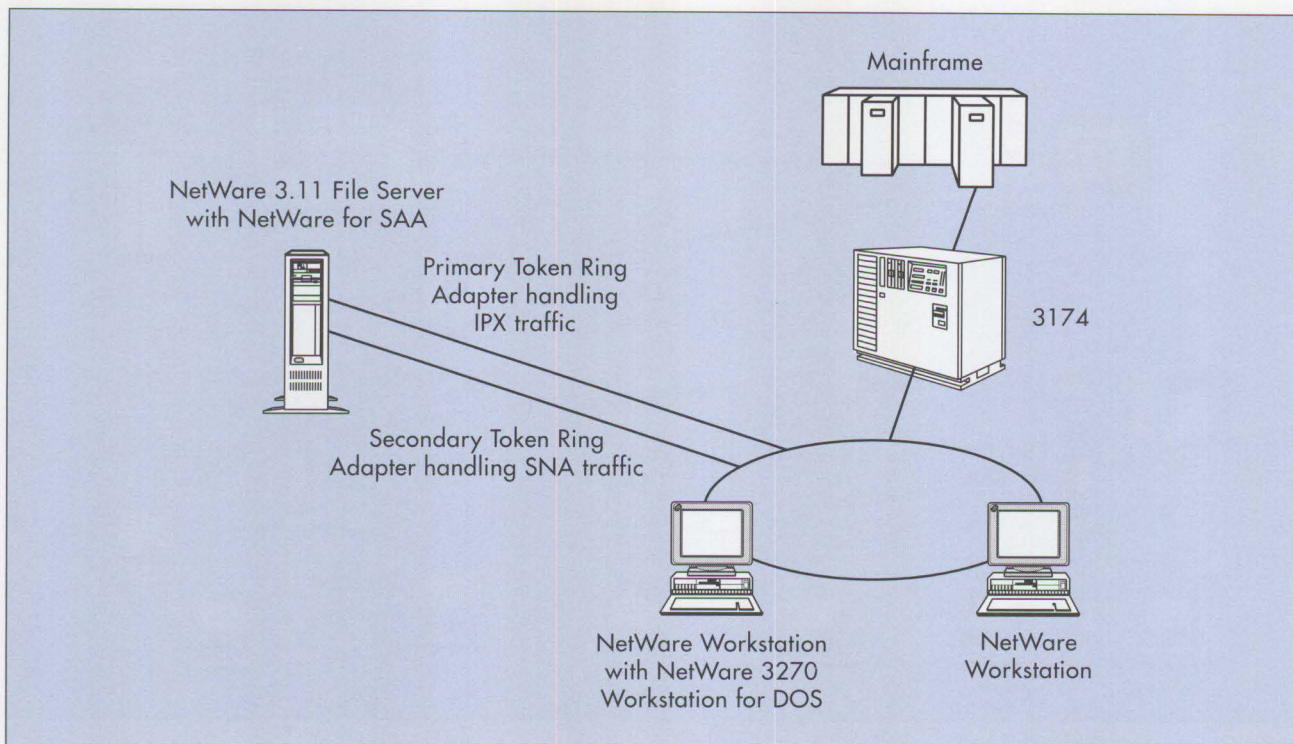 Mainframe
NetWare 3.11 File Server
with NetWare for SAA
Primary Token Ring
Adapter handling
IPX traffic
3174
Secondary Token Ring
Adapter handling SNA traffic
NetWare Workstation
with NetWare 3270
Workstation for DOS
NetWare
Workstation